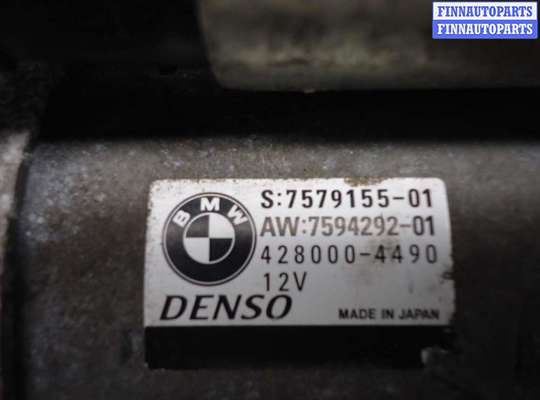 FINNAUTOPARTS
FINNAUTOPARTS
BMW
S:7579155-01
AW:7594292-01
428000-4490
12V
DENSO
MADE IN JAPAN